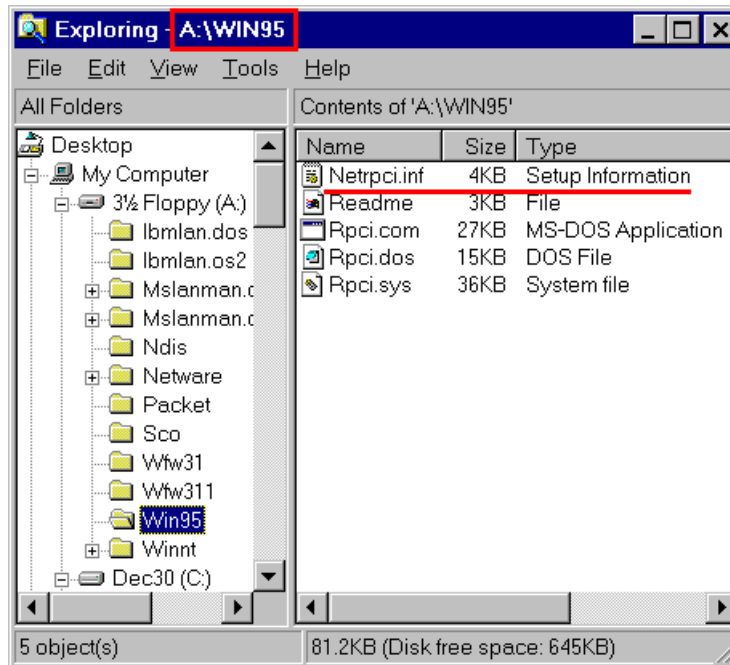 Exploring - A:\WIN95
File Edit View Tools Help
All Folders
Contents of 'A:\WIN95'
Desktop
My Computer
3½ Floppy (A:)
Ibmlan.dos
Ibmlan.os2
Mslanman.d
Mslanman.d
Ndis
Netware
Packet
Sco
Wfw31
Wfw311
Win95
Winnt
Dec30 (C:)
Name Size Type
Netrpci.inf 4KB Setup Information
Readme 3KB File
Rpci.com 27KB MS-DOS Application
Rpci.dos 15KB DOS File
Rpci.sys 36KB System file
5 object(s)
81.2KB (Disk free space: 645KB)